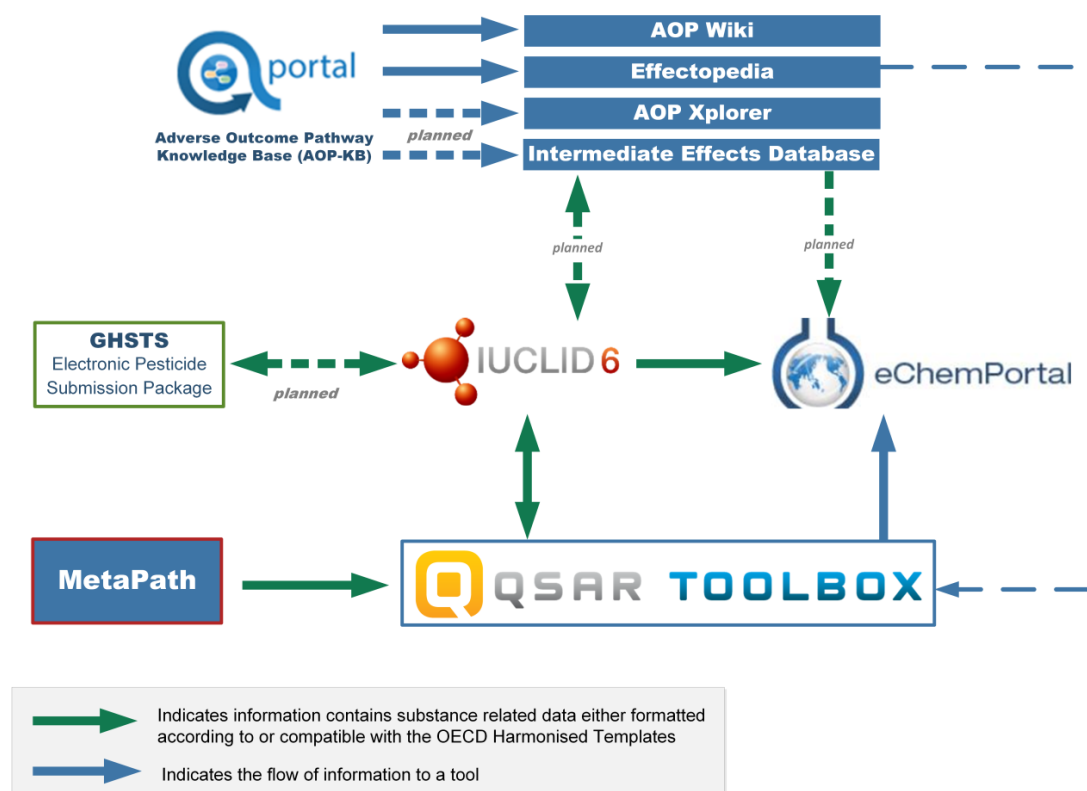 portal
Adverse Outcome Pathway
Knowledge Base (AOP-KB)
planned
AOP Wiki
Effectopedia
AOP Xplorer
Intermediate Effects Database
planned
planned
GHSTS
Electronic Pesticide
Submission Package
planned
IUCLID 6
eChemPortal
MetaPath
QSAR TOOLBOX
Indicates information contains substance related data either formatted
according to or compatible with the OECD Harmonised Templates
Indicates the flow of information to a tool